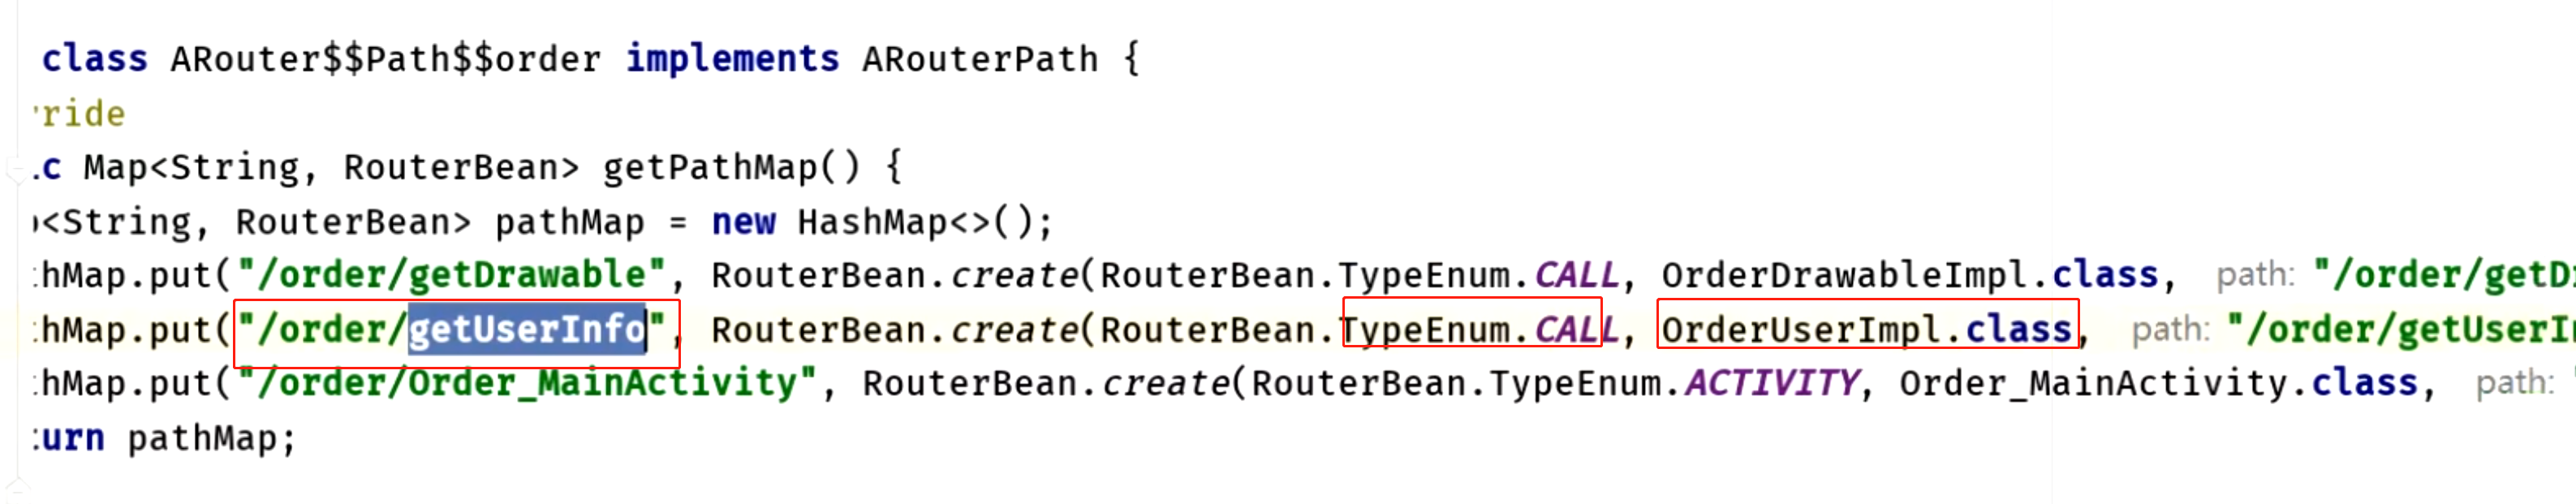 class ARouter$$Path$$order implements ARouterPath {
ride
c Map<String, RouterBean> getPathMap() {
<String, RouterBean> pathMap = new HashMap<>();
hMap.put("/order/getDrawable", RouterBean.create(RouterBean.TypeEnum.CALL, OrderDrawableImpl.class, path: "/order/getD
hMap.put("/order/getUserInfo", RouterBean.create(RouterBean.TypeEnum.CALL, OrderUserImpl.class, path: "/order/getUserI
hMap.put("/order/Order_MainActivity", RouterBean.create(RouterBean.TypeEnum.ACTIVITY, Order_MainActivity.class, path: "
urn pathMap;